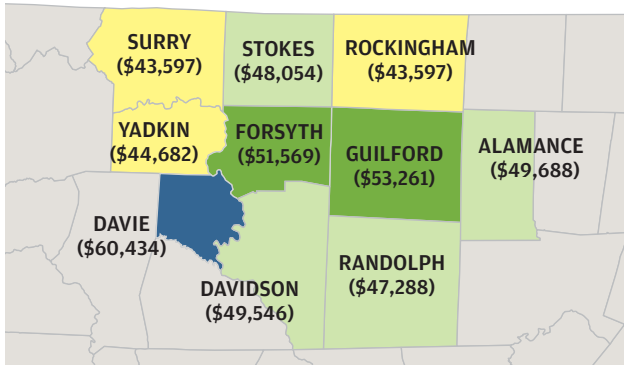 SURRY
($43,597)
STOKES
($48,054)
ROCKINGHAM
($43,597)
YADKIN
($44,682)
FORSYTH
($51,569)
GUILFORD
($53,261)
ALAMANCE
($49,688)
DAVIE
($60,434)
DAVIDSON
($49,546)
RANDOLPH
($47,288)